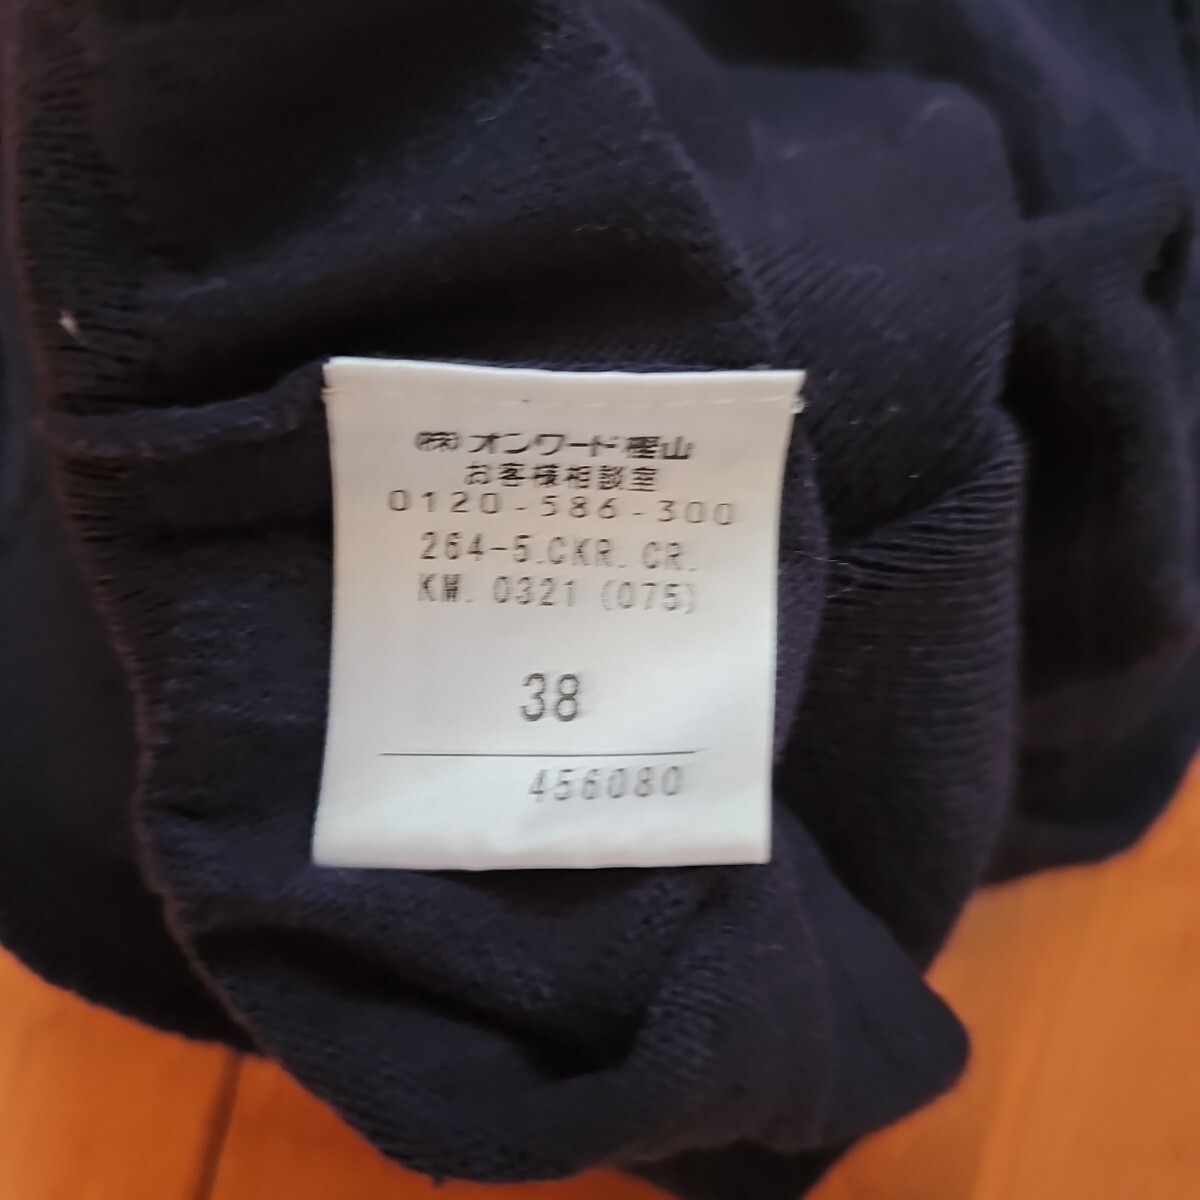 (株)オンワード樫山
お客様相談室
0120-586-300
264-5.CKR.CR.
KM.0321(075)
38
456080